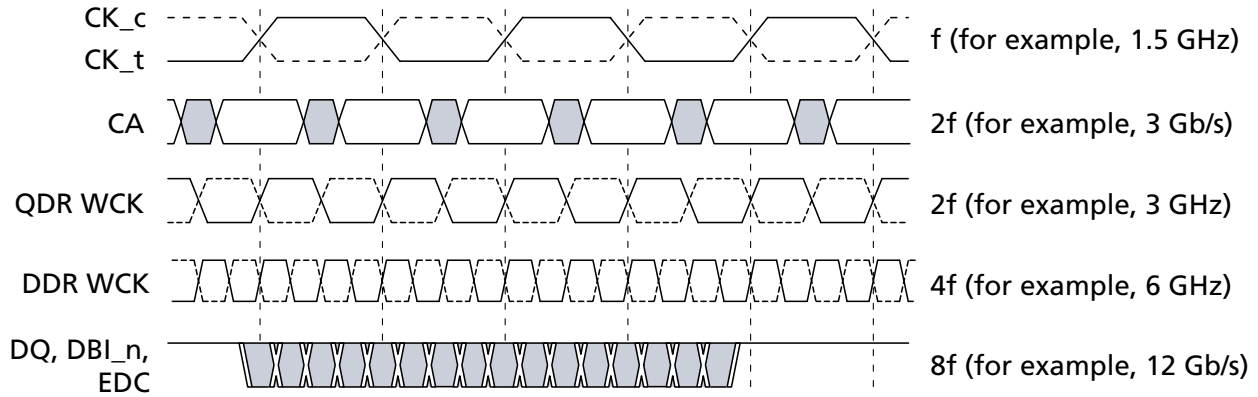 CK_c
CK_t
f (for example, 1.5 GHz)
CA
2f (for example, 3 Gb/s)
QDR WCK
2f (for example, 3 GHz)
DDR WCK
4f (for example, 6 GHz)
DQ, DBI_n,
EDC
8f (for example, 12 Gb/s)